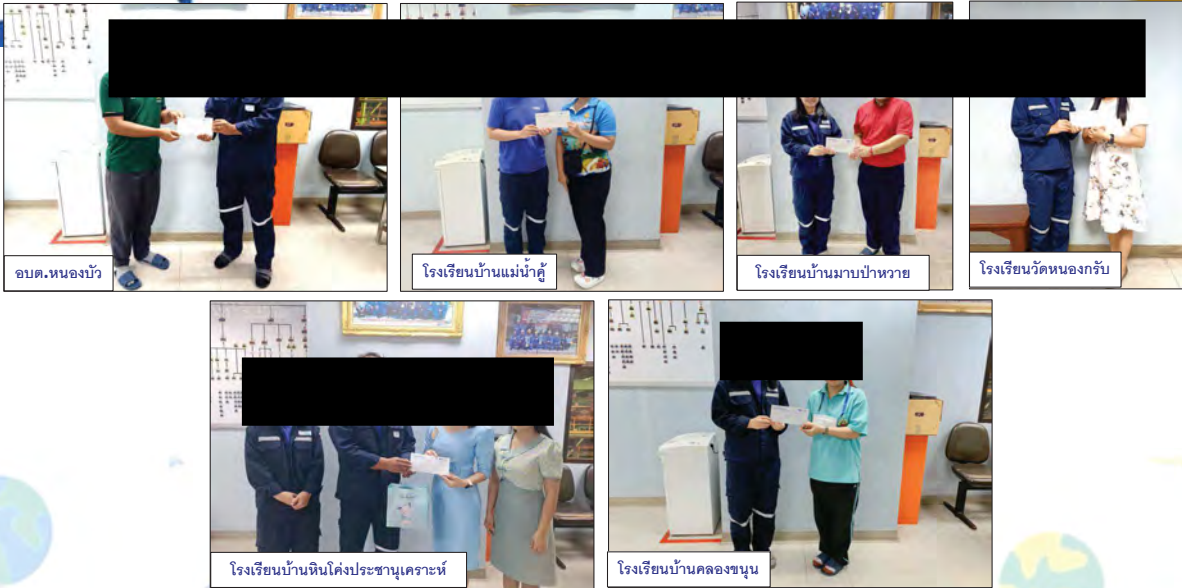 อบต.หนองบัว
โรงเรียนบ้านแม่น้ำคู้
โรงเรียนบ้านมาบป่าหวาย
โรงเรียนวัดหนองกรับ
โรงเรียนบ้านหินโค่งประชานุเคราะห์
โรงเรียนบ้านคลองขนุน